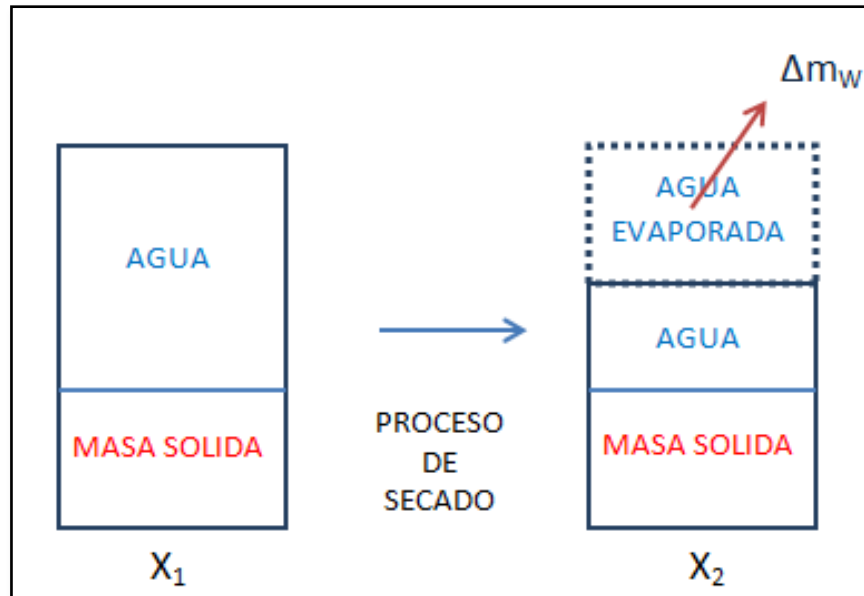 Δm_W
AGUA
EVAPORADA
AGUA
AGUA
MASA SOLIDA
PROCESO
DE
SECADO
MASA SOLIDA
X₁
X₂